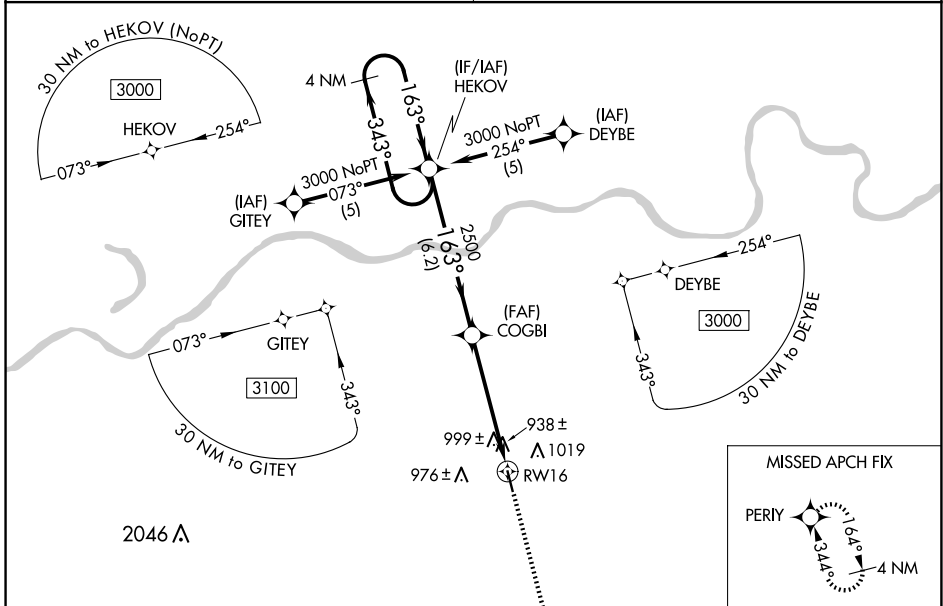 30 NM to HEKOV (NoPT)
3000
HEKOV
073°
254°
4 NM
343°
163°
(IF/IAF)
HEKOV
(IAF)
DEYBE
3000 NoPT
254°
(5)
3000 NoPT
073°
(5)
(IAF)
GITEY
2500
163°
(6.2)
(FAF)
COGBI
073°
GITEY
343°
3100
30 NM to GITEY
254°
DEYBE
343°
3000
30 NM to DEYBE
999±
938±
1019
976±
RW16
2046
MISSED APCH FIX
PERIY
164°
344°
4 NM